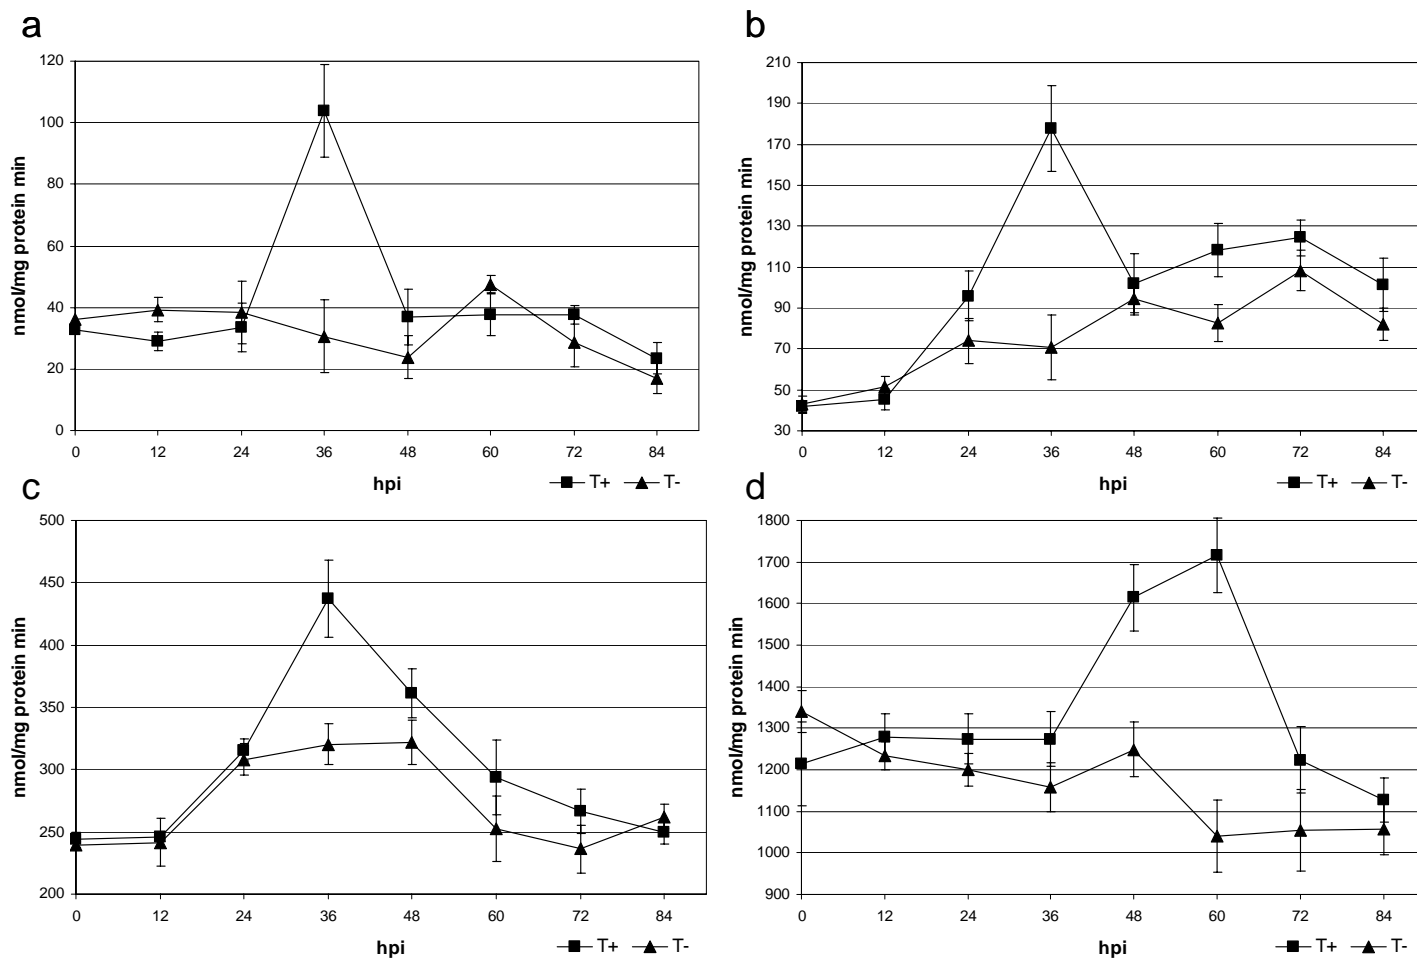 a
nmol/mg protein min
120
100
80
60
40
20
0
0 12 24 36 48 60 72 84
hpi
T+ T-
b
nmol/mg protein min
210
190
170
150
130
110
90
70
50
30
0 12 24 36 48 60 72 84
hpi
T+ T-
c
nmol/mg protein min
500
450
400
350
300
250
200
0 12 24 36 48 60 72 84
hpi
T+ T-
d
nmol/mg protein min
1800
1700
1600
1500
1400
1300
1200
1100
1000
900
0 12 24 36 48 60 72 84
hpi
T+ T-